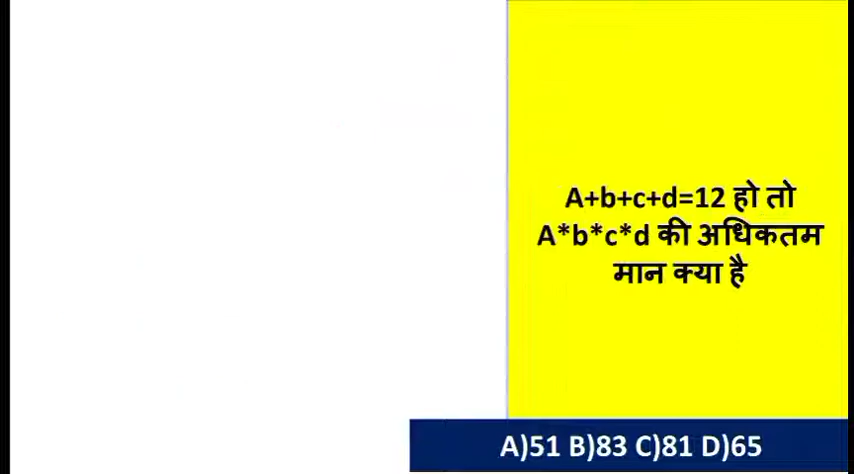 A+b+c+d=12 हो तो
A*b*c*d की अधिकतम
मान क्या है
A)51 B)83 C)81 D)65